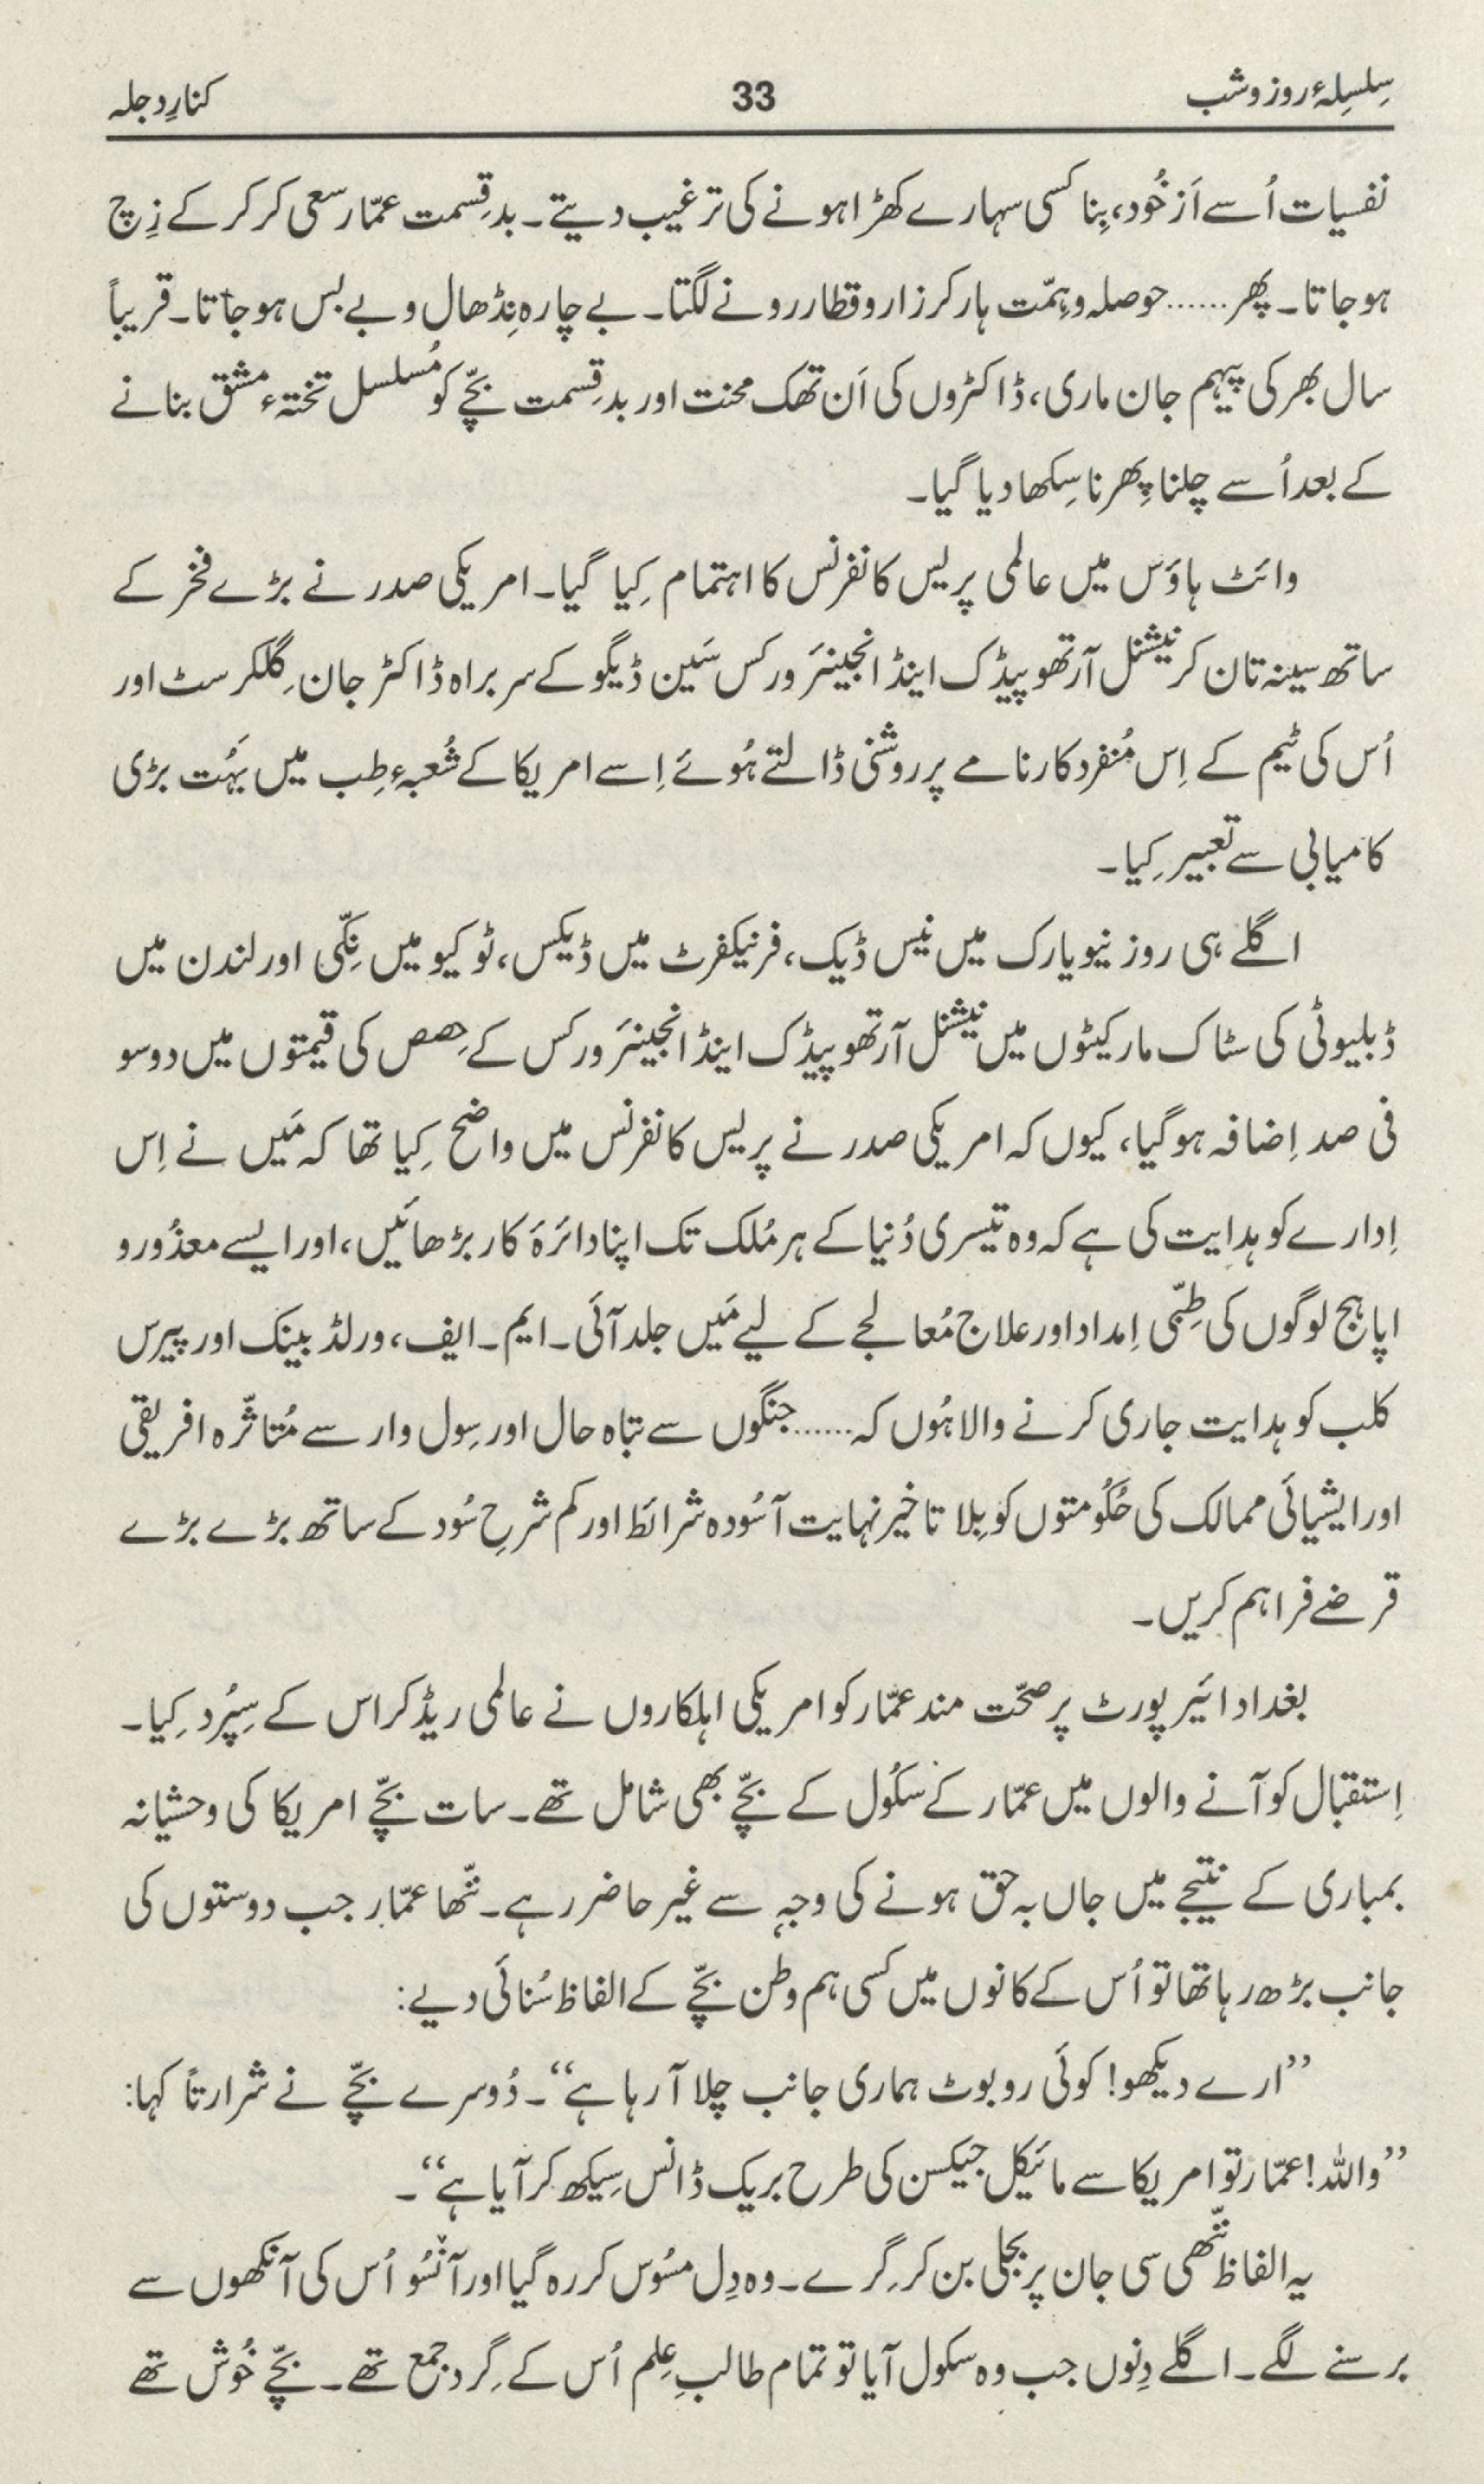 سِلسِلۂ روز و شب
33
کنارِ دجلہ
نفسیات اُسے اَز خُود، بِنا کسی سہارے کھڑا ہونے کی ترغیب دیتے۔ بدقِسمت عمّار سعی کر کر کے زِچ
ہو جاتا۔ پھر......حوصلہ و ہِمّت ہار کر زار و قطار رونے لگتا۔ بے چارہ نِڈھال و بے بس ہو جاتا۔ قریباً
سال بھر کی پیہم جان ماری، ڈاکٹروں کی اَن تھک محنت اور بدقِسمت بچّے کو مُسلسل تختہء مشق بنانے
کے بعد اُسے چلنا پِھرنا سِکھا دیا گیا۔
وائٹ ہاؤس میں عالمی پریس کانفرنس کا اہتمام کِیا گیا۔ امریکی صدر نے بڑے فخر کے
ساتھ سینہ تان کر نیشنل آرتھوپیڈک اینڈ انجینئر ورکس سَین ڈیگو کے سربراہ ڈاکٹر جان گِلکرسٹ اور
اُس کی ٹیم کے اِس مُنفرد کارنامے پر روشنی ڈالتے ہُوئے اِسے امریکا کے شُعبہء طِب میں بہُت بڑی
کامیابی سے تعبیر کِیا۔
اگلے ہی روز نیویارک میں نیس ڈیک، فرنیکفرٹ میں ڈیکس، ٹوکیو میں نِکّی اور لندن میں
ڈبلیوٹی کی سٹاک مارکیٹوں میں نیشنل آرتھوپیڈک اینڈ انجینئر ورکس کے حِصص کی قیمتوں میں دو سو
فی صد اِضافہ ہو گیا، کیوں کہ امریکی صدر نے پریس کانفرنس میں واضح کِیا تھا کہ مَیں نے اِس
اِدارے کو ہدایت کی ہے کہ وہ تیسری دُنیا کے ہر مُلک تک اپنا دائرۂ کار بڑھائیں، اور ایسے معذُور و
اپاہج لوگوں کی طِبّی اِمداد اور علاج مُعالجے کے لیے مَیں جلد آئی۔ ایم۔ ایف، ورلڈ بینک اور پیرس
کلب کو ہدایت جاری کرنے والا ہُوں کہ......جنگوں سے تباہ حال اور سِول وار سے مُتاثّرہ افریقی
اور ایشیائی ممالک کی حُکُومتوں کو بِلا تاخیر نہایت آسُودہ شرائط اور کم شرحِ سُود کے ساتھ بڑے بڑے
قرضے فراہم کریں۔
بغداد ائیرپورٹ پر صحّت مند عمّار کو امریکی اہلکاروں نے عالمی ریڈ کراس کے سِپُرد کِیا۔
اِستقبال کو آنے والوں میں عمّار کے سکُول کے بچّے بھی شامل تھے۔ سات بچّے امریکا کی وحشیانہ
بمباری کے نتیجے میں جاں بہ حق ہونے کی وجہ سے غیر حاضر رہے۔ ننّھا عمّار جب دوستوں کی
جانب بڑھ رہا تھا تو اُس کے کانوں میں کسی ہم وطن بچّے کے الفاظ سُنائی دیے:
”ارے دیکھو! کوئی روبوٹ ہماری جانب چلا آ رہا ہے“۔ دُوسرے بچّے نے شرارتاً کہا:
”واللہ! عمّار تو امریکا سے مائیکل جیکسن کی طرح بریک ڈانس سِیکھ کر آیا ہے“۔
یہ الفاظ ننّھی سی جان پر بجلی بن کر گِرے۔ وہ دِل مسُوس کر رہ گیا اور آنْسُو اُس کی آنکھوں سے
برسنے لگے۔ اگلے دِنوں جب وہ سکول آیا تو تمام طالبِ عِلم اُس کے گِرد جمع تھے۔ بچّے خُوش تھے